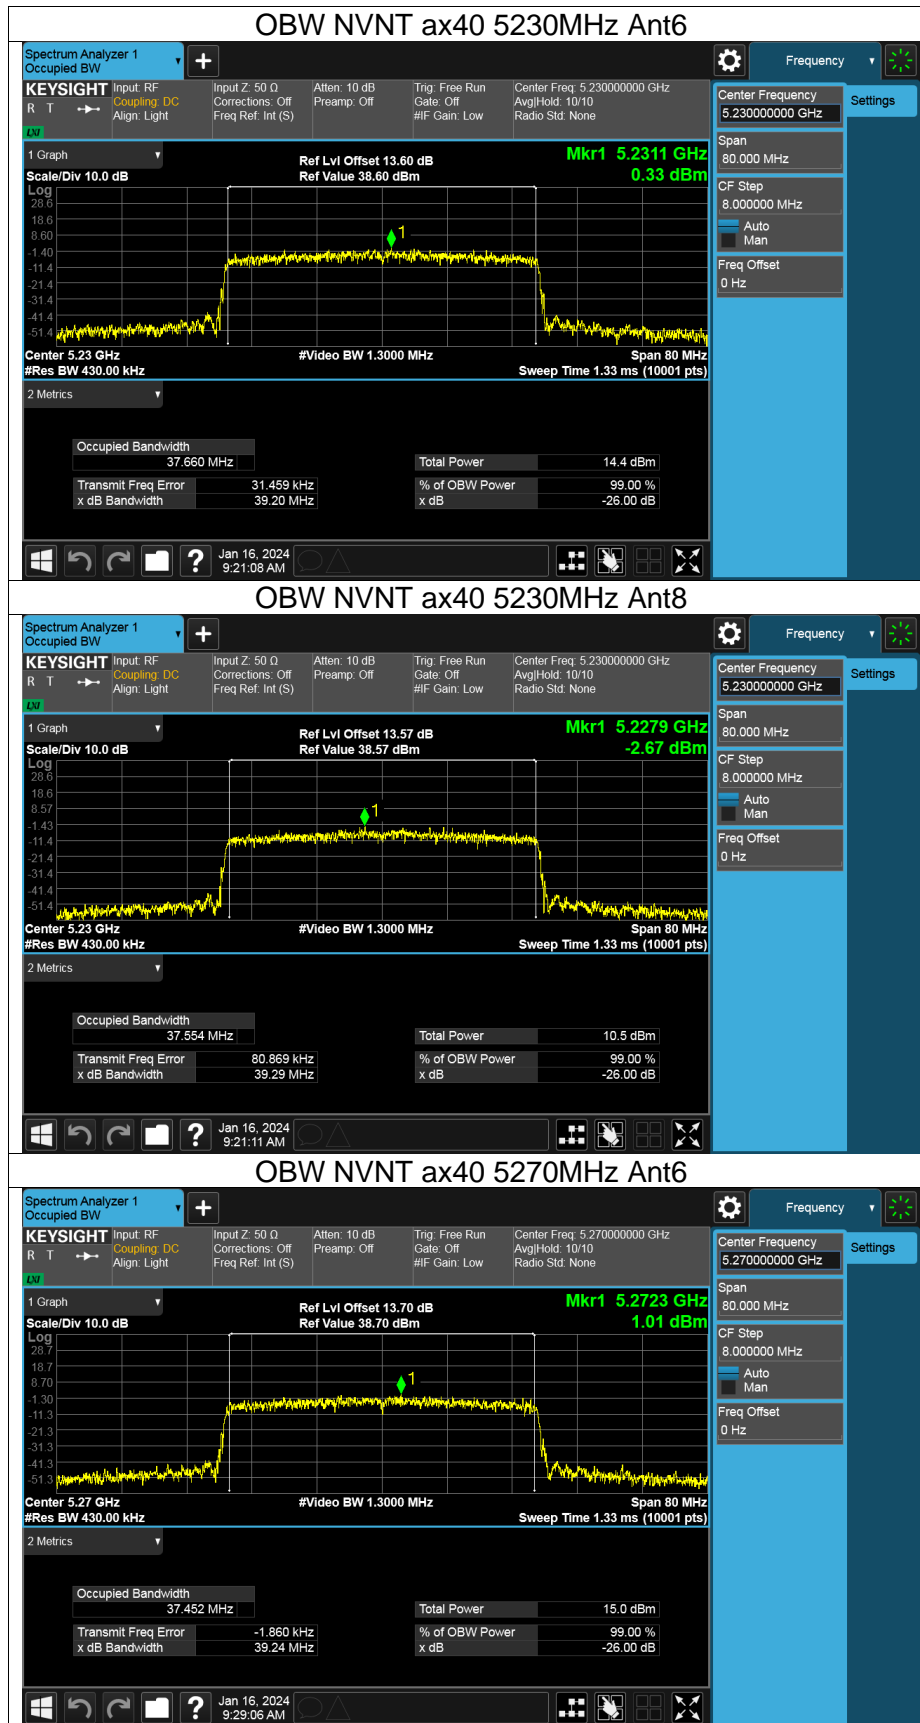 OBW NVNT ax40 5230MHz Ant6
Spectrum Analyzer 1
Occupied BW
+
Frequency
KEYSIGHT
R T
LXI
Input: RF
Coupling: DC
Align: Light
Input Z: 50 Ω
Corrections: Off
Freq Ref: Int (S)
Atten: 10 dB
Preamp: Off
Trig: Free Run
Gate: Off
#IF Gain: Low
Center Freq: 5.230000000 GHz
Avg|Hold: 10/10
Radio Std: None
Center Frequency
5.230000000 GHz
Settings
Span
80.000 MHz
CF Step
8.000000 MHz
Auto
Man
Freq Offset
0 Hz
1 Graph
Scale/Div 10.0 dB
Ref Lvl Offset 13.60 dB
Ref Value 38.60 dBm
Mkr1 5.2311 GHz
0.33 dBm
Log
28.6
18.6
8.60
-1.40
-11.4
-21.4
-31.4
-41.4
-51.4
1
Center 5.23 GHz
#Video BW 1.3000 MHz
Span 80 MHz
#Res BW 430.00 kHz
Sweep Time 1.33 ms (10001 pts)
2 Metrics
Occupied Bandwidth
37.660 MHz
Total Power 14.4 dBm
Transmit Freq Error 31.459 kHz
% of OBW Power 99.00 %
x dB Bandwidth 39.20 MHz
x dB -26.00 dB
?
Jan 16, 2024
9:21:08 AM
OBW NVNT ax40 5230MHz Ant8
Spectrum Analyzer 1
Occupied BW
+
Frequency
KEYSIGHT
R T
LXI
Input: RF
Coupling: DC
Align: Light
Input Z: 50 Ω
Corrections: Off
Freq Ref: Int (S)
Atten: 10 dB
Preamp: Off
Trig: Free Run
Gate: Off
#IF Gain: Low
Center Freq: 5.230000000 GHz
Avg|Hold: 10/10
Radio Std: None
Center Frequency
5.230000000 GHz
Settings
Span
80.000 MHz
CF Step
8.000000 MHz
Auto
Man
Freq Offset
0 Hz
1 Graph
Scale/Div 10.0 dB
Ref Lvl Offset 13.57 dB
Ref Value 38.57 dBm
Mkr1 5.2279 GHz
-2.67 dBm
Log
28.6
18.6
8.57
-1.43
-11.4
-21.4
-31.4
-41.4
-51.4
1
Center 5.23 GHz
#Video BW 1.3000 MHz
Span 80 MHz
#Res BW 430.00 kHz
Sweep Time 1.33 ms (10001 pts)
2 Metrics
Occupied Bandwidth
37.554 MHz
Total Power 10.5 dBm
Transmit Freq Error 80.869 kHz
% of OBW Power 99.00 %
x dB Bandwidth 39.29 MHz
x dB -26.00 dB
?
Jan 16, 2024
9:21:11 AM
OBW NVNT ax40 5270MHz Ant6
Spectrum Analyzer 1
Occupied BW
+
Frequency
KEYSIGHT
R T
LXI
Input: RF
Coupling: DC
Align: Light
Input Z: 50 Ω
Corrections: Off
Freq Ref: Int (S)
Atten: 10 dB
Preamp: Off
Trig: Free Run
Gate: Off
#IF Gain: Low
Center Freq: 5.270000000 GHz
Avg|Hold: 10/10
Radio Std: None
Center Frequency
5.270000000 GHz
Settings
Span
80.000 MHz
CF Step
8.000000 MHz
Auto
Man
Freq Offset
0 Hz
1 Graph
Scale/Div 10.0 dB
Ref Lvl Offset 13.70 dB
Ref Value 38.70 dBm
Mkr1 5.2723 GHz
1.01 dBm
Log
28.7
18.7
8.70
-1.30
-11.3
-21.3
-31.3
-41.3
-51.3
1
Center 5.27 GHz
#Video BW 1.3000 MHz
Span 80 MHz
#Res BW 430.00 kHz
Sweep Time 1.33 ms (10001 pts)
2 Metrics
Occupied Bandwidth
37.452 MHz
Total Power 15.0 dBm
Transmit Freq Error -1.860 kHz
% of OBW Power 99.00 %
x dB Bandwidth 39.24 MHz
x dB -26.00 dB
?
Jan 16, 2024
9:29:06 AM